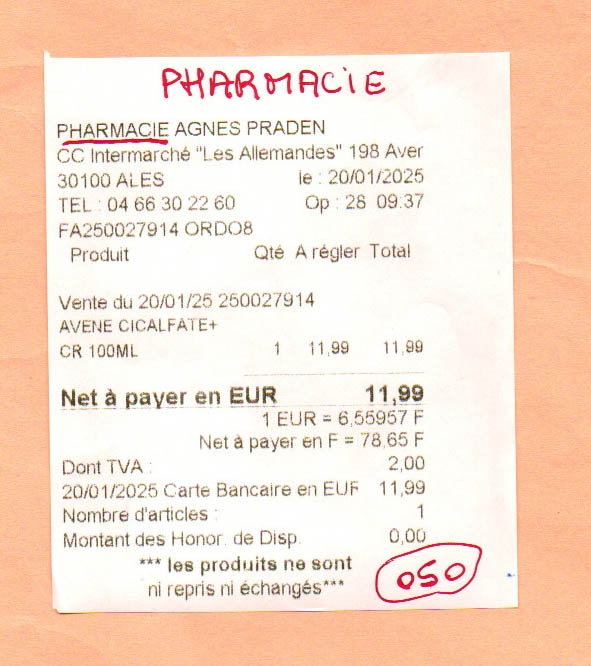 PHARMACIE
PHARMACIE AGNES PRADEN
CC Intermarché "Les Allemandes" 198 Aver
30100 ALES le : 20/01/2025
TEL : 04 66 30 22 60 Op : 28 09:37
FA250027914 ORDO8
Produit Qté A régler Total
Vente du 20/01/25 250027914
AVENE CICALFATE+
CR 100ML 1 11,99 11,99
Net à payer en EUR 11,99
1 EUR = 6,55957 F
Net à payer en F = 78,65 F
Dont TVA : 2,00
20/01/2025 Carte Bancaire en EUF 11,99
Nombre d'articles : 1
Montant des Honor. de Disp. 0,00
*** les produits ne sont
ni repris ni échangés***
050